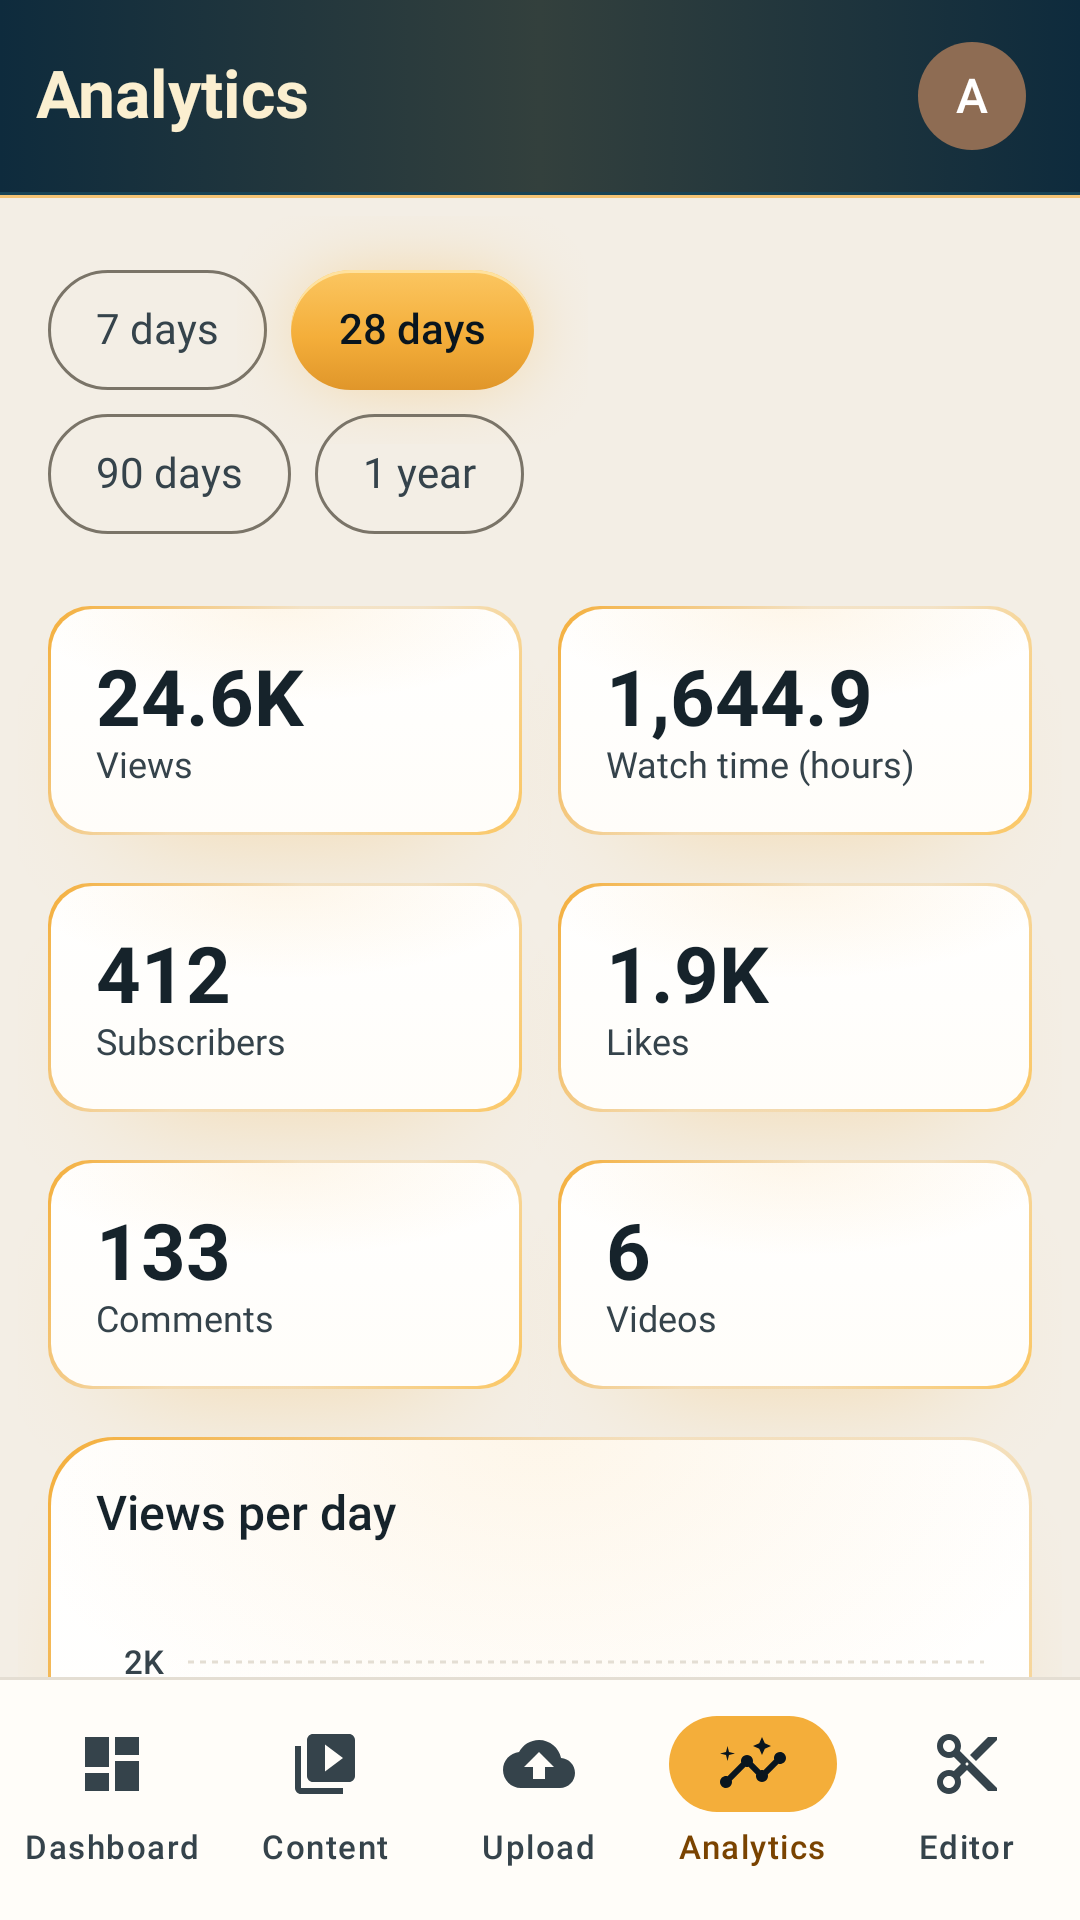 Analytics
A
7 days
28 days
90 days
1 year
24.6K
Views
1,644.9
Watch time (hours)
412
Subscribers
1.9K
Likes
133
Comments
6
Videos
Views per day
2K
Dashboard
Content
Upload
Analytics
Editor